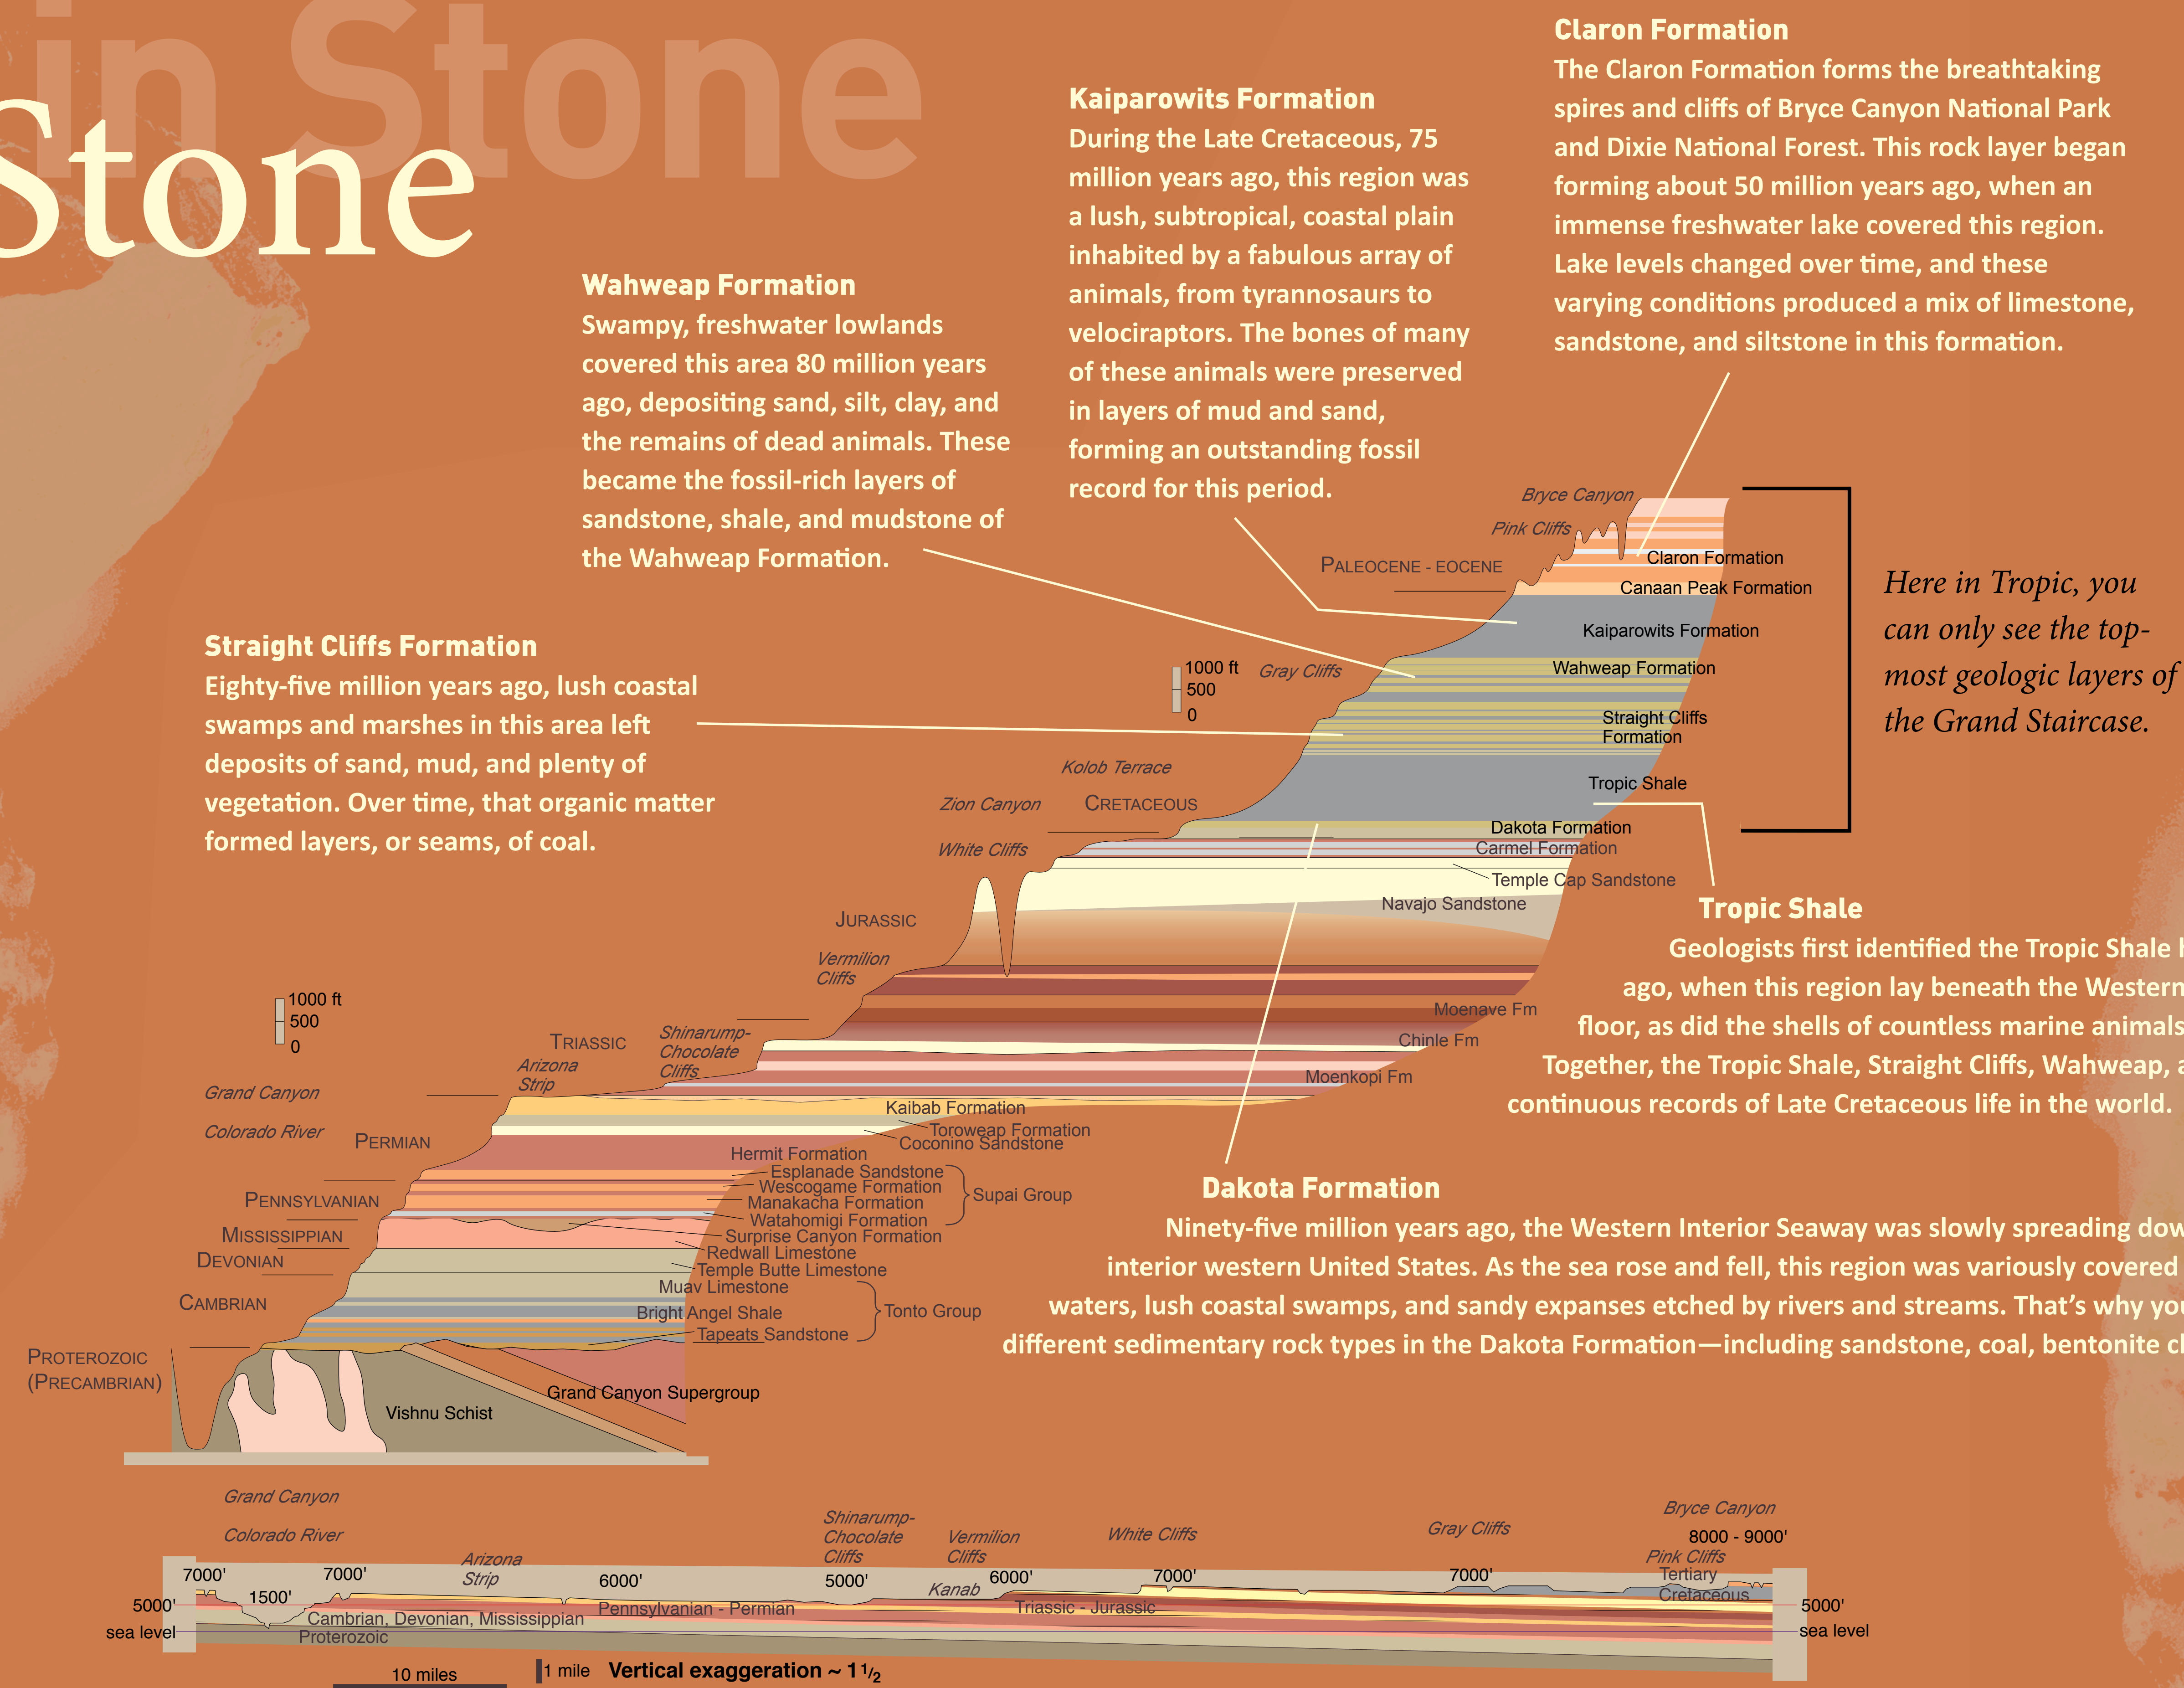 in Stone
Stone
Claron Formation
The Claron Formation forms the breathtaking
spires and cliffs of Bryce Canyon National Park
and Dixie National Forest. This rock layer began
forming about 50 million years ago, when an
immense freshwater lake covered this region.
Lake levels changed over time, and these
varying conditions produced a mix of limestone,
sandstone, and siltstone in this formation.
Kaiparowits Formation
During the Late Cretaceous, 75
million years ago, this region was
a lush, subtropical, coastal plain
inhabited by a fabulous array of
animals, from tyrannosaurs to
velociraptors. The bones of many
of these animals were preserved
in layers of mud and sand,
forming an outstanding fossil
record for this period.
Wahweap Formation
Swampy, freshwater lowlands
covered this area 80 million years
ago, depositing sand, silt, clay, and
the remains of dead animals. These
became the fossil-rich layers of
sandstone, shale, and mudstone of
the Wahweap Formation.
Straight Cliffs Formation
Eighty-five million years ago, lush coastal
swamps and marshes in this area left
deposits of sand, mud, and plenty of
vegetation. Over time, that organic matter
formed layers, or seams, of coal.
Here in Tropic, you
can only see the top-
most geologic layers of
the Grand Staircase.
Bryce Canyon
Pink Cliffs
PALEOCENE - EOCENE
Claron Formation
Canaan Peak Formation
Kaiparowits Formation
Wahweap Formation
1000 ft
500
0
Gray Cliffs
Straight Cliffs
Formation
Kolob Terrace
Tropic Shale
Zion Canyon
CRETACEOUS
Dakota Formation
White Cliffs
Carmel Formation
Temple Cap Sandstone
Navajo Sandstone
JURASSIC
Vermilion
Cliffs
Moenave Fm
1000 ft
500
0
TRIASSIC
Shinarump-
Chocolate
Cliffs
Chinle Fm
Arizona
Strip
Moenkopi Fm
Grand Canyon
Colorado River
PERMIAN
Kaibab Formation
Toroweap Formation
Coconino Sandstone
Hermit Formation
Esplanade Sandstone
Wescogame Formation
Manakacha Formation
Watahomigi Formation
Supai Group
PENNSYLVANIAN
Surprise Canyon Formation
MISSISSIPPIAN
Redwall Limestone
DEVONIAN
Temple Butte Limestone
Muav Limestone
CAMBRIAN
Bright Angel Shale
Tonto Group
Tapeats Sandstone
PROTEROZOIC
(PRECAMBRIAN)
Grand Canyon Supergroup
Vishnu Schist
Tropic Shale
Geologists first identified the Tropic Shale
ago, when this region lay beneath the Western
floor, as did the shells of countless marine animals
Together, the Tropic Shale, Straight Cliffs, Wahweap,
continuous records of Late Cretaceous life in the world.
Dakota Formation
Ninety-five million years ago, the Western Interior Seaway was slowly spreading
interior western United States. As the sea rose and fell, this region was variously covered
waters, lush coastal swamps, and sandy expanses etched by rivers and streams. That's why
different sedimentary rock types in the Dakota Formation—including sandstone, coal, bentonite
Grand Canyon
Colorado River
Arizona
Strip
Shinarump-
Chocolate
Cliffs
Vermilion
Cliffs
White Cliffs
Gray Cliffs
Bryce Canyon
8000 - 9000'
Pink Cliffs
7000'
1500'
7000'
6000'
5000'
Kanab
6000'
7000'
7000'
Tertiary
Cretaceous
5000'
sea level
Cambrian, Devonian, Mississippian
Proterozoic
Pennsylvanian - Permian
Triassic - Jurassic
5000'
sea level
10 miles
1 mile
Vertical exaggeration ~ 1 1/2